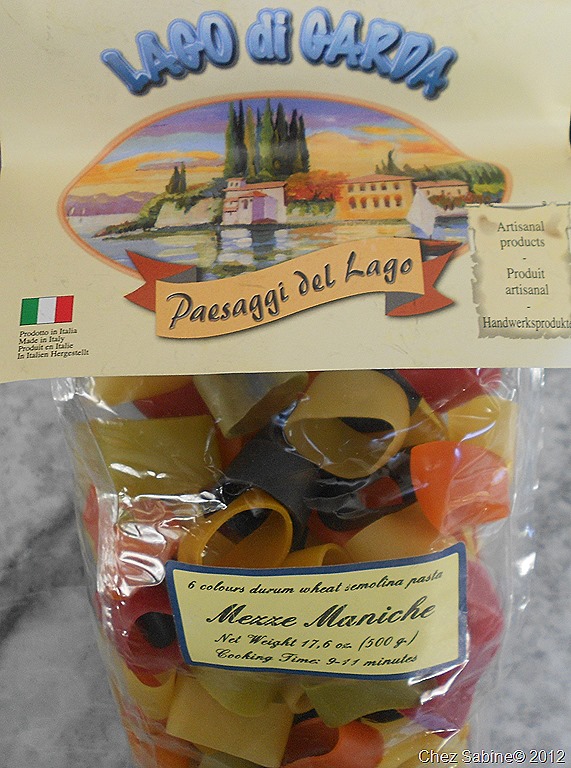 LAGO di GARDA
Paesaggi del Lago
Artisanal
products
-
Produit
artisanal
-
Handwerksprodukte
Prodotto in Italia
Made in Italy
Produit en Italie
In Italien Hergestellt
6 colours durum wheat semolina pasta
Mezze Maniche
Net Weight 17,6 oz. (500 g.)
Cooking Time: 9-11 minutes
Chez Sabine© 2012